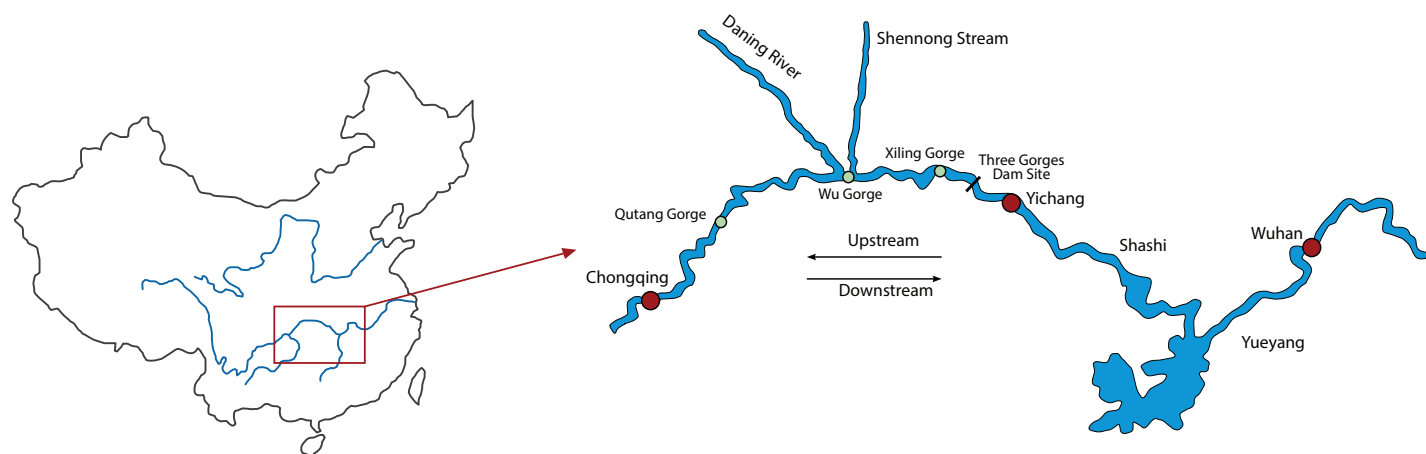 Daning River
Shennong Stream
Xiling Gorge
Three Gorges
Dam Site
Wu Gorge
Yichang
Qutang Gorge
Wuhan
Upstream
Shashi
Chongqing
Downstream
Yueyang